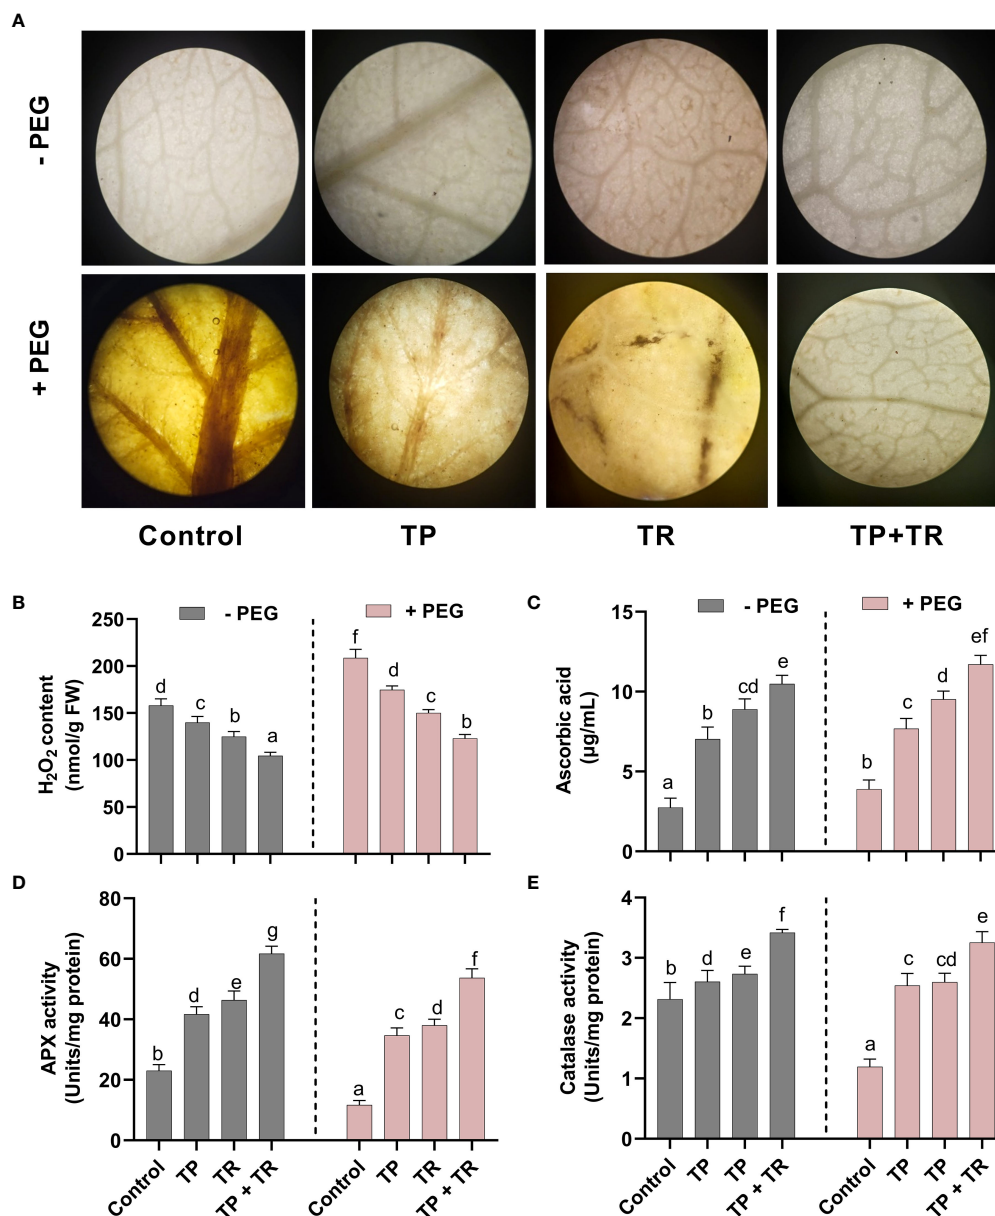 A
- PEG
+ PEG
Control TP TR TP+TR
B
- PEG + PEG
H2O2 content
(nmol/g FW)
250
200
150
100
50
0
d c b a f d c b
C
- PEG + PEG
Ascorbic acid
(µg/mL)
15
10
5
0
a b cd e b c d ef
D
APX activity
(Units/mg protein)
80
60
40
20
0
b d e g a c d f
Control TP TR TP + TR Control TP TR TP + TR
E
Catalase activity
(Units/mg protein)
4
3
2
1
0
b d e f a c cd e
Control TP TP TP + TR Control TP TP TP + TR